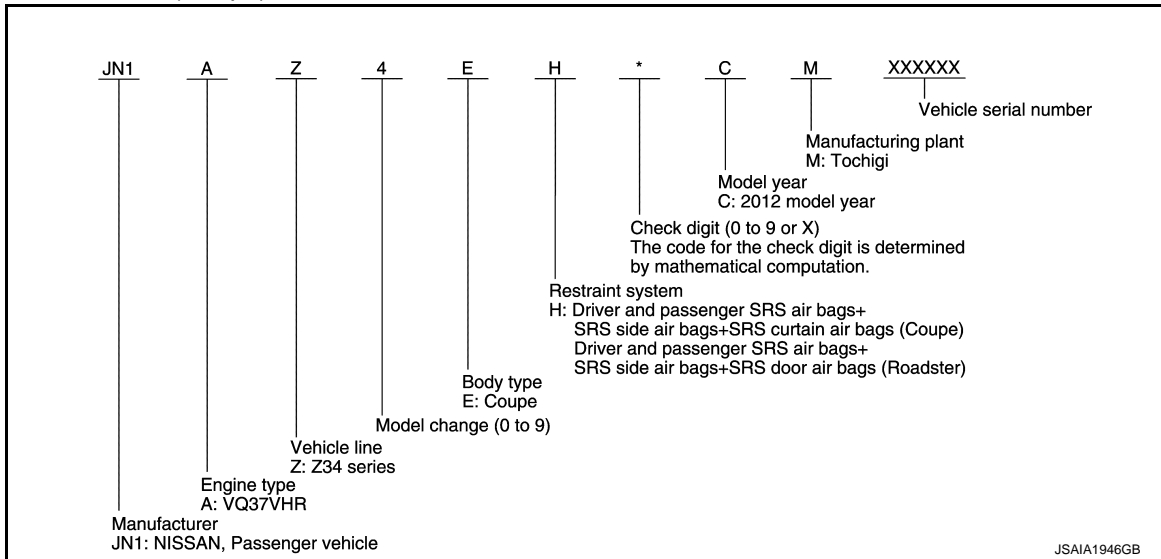 JN1 A Z 4 E H * C M XXXXXX
Vehicle serial number
Manufacturing plant
M: Tochigi
Model year
C: 2012 model year
Check digit (0 to 9 or X)
The code for the check digit is determined
by mathematical computation.
Restraint system
H: Driver and passenger SRS air bags+
SRS side air bags+SRS curtain air bags (Coupe)
Driver and passenger SRS air bags+
SRS side air bags+SRS door air bags (Roadster)
Body type
E: Coupe
Model change (0 to 9)
Vehicle line
Z: Z34 series
Engine type
A: VQ37VHR
Manufacturer
JN1: NISSAN, Passenger vehicle
JSAIA1946GB